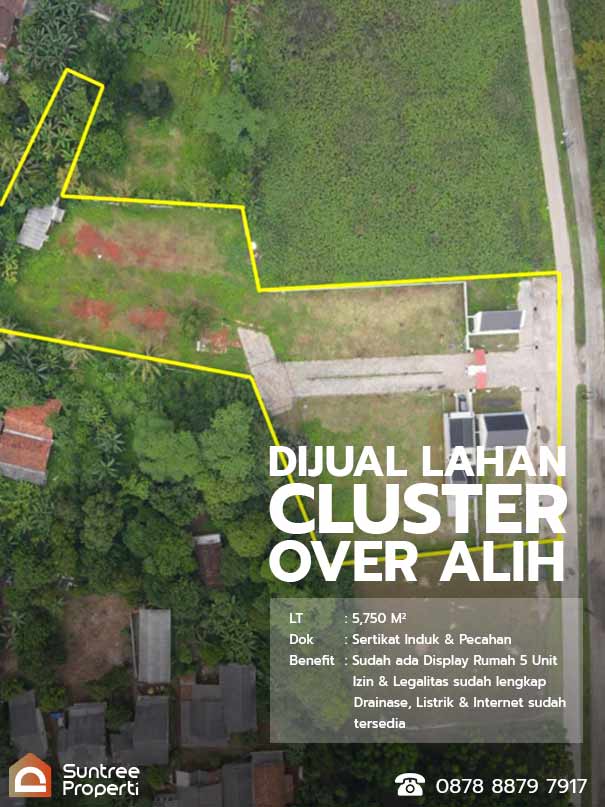 DIJUAL LAHAN
CLUSTER
OVER ALIH
LT : 5,750 M²
Dok : Sertikat Induk & Pecahan
Benefit : Sudah ada Display Rumah 5 Unit
Izin & Legalitas sudah lengkap
Drainase, Listrik & Internet sudah
tersedia
Suntree
Properti
0878 8879 7917